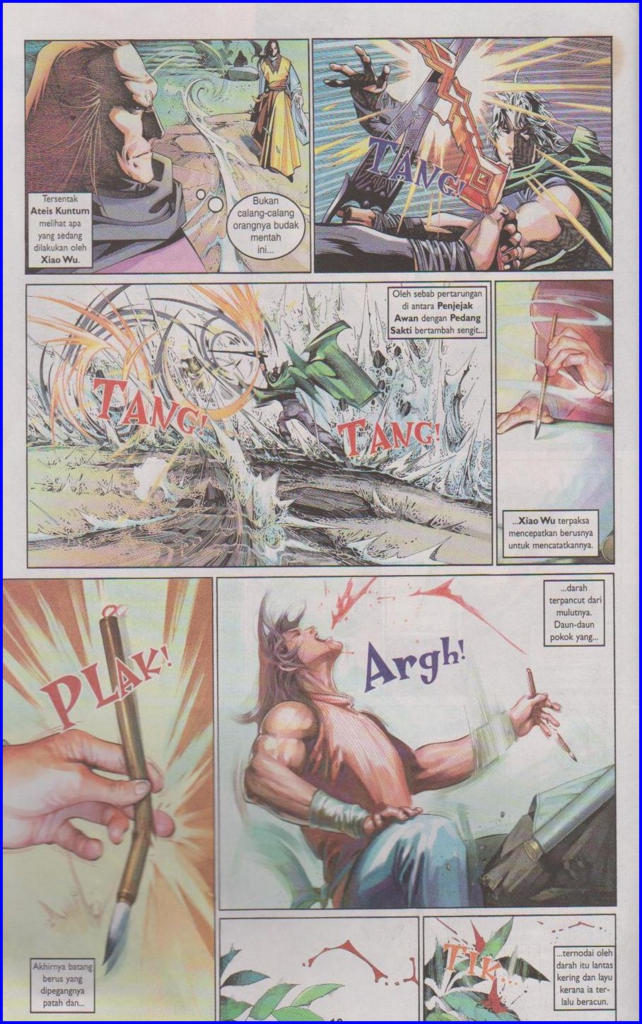 Tersentak
Ateis Kuntum
melihat apa
yang sedang
dilakukan oleh
Xiao Wu.
Bukan
calang-calang
orangnya budak
mentah
ini...
TANG!
Oleh sebab pertarungan
di antara Penjejak
Awan dengan Pedang
Sakti bertambah sengit...
TANG!
TANG!
...Xiao Wu terpaksa
mencepatkan berusnya
untuk mencatatkannya.
PLAK!
Akhirnya batang
berus yang
dipegangnya
patah dan...
...darah
terpancut dari
mulutnya.
Daun-daun
pokok yang...
Argh!
TIK...
...ternodai oleh
darah itu lantas
kering dan layu
kerana ia ter-
lalu beracun.